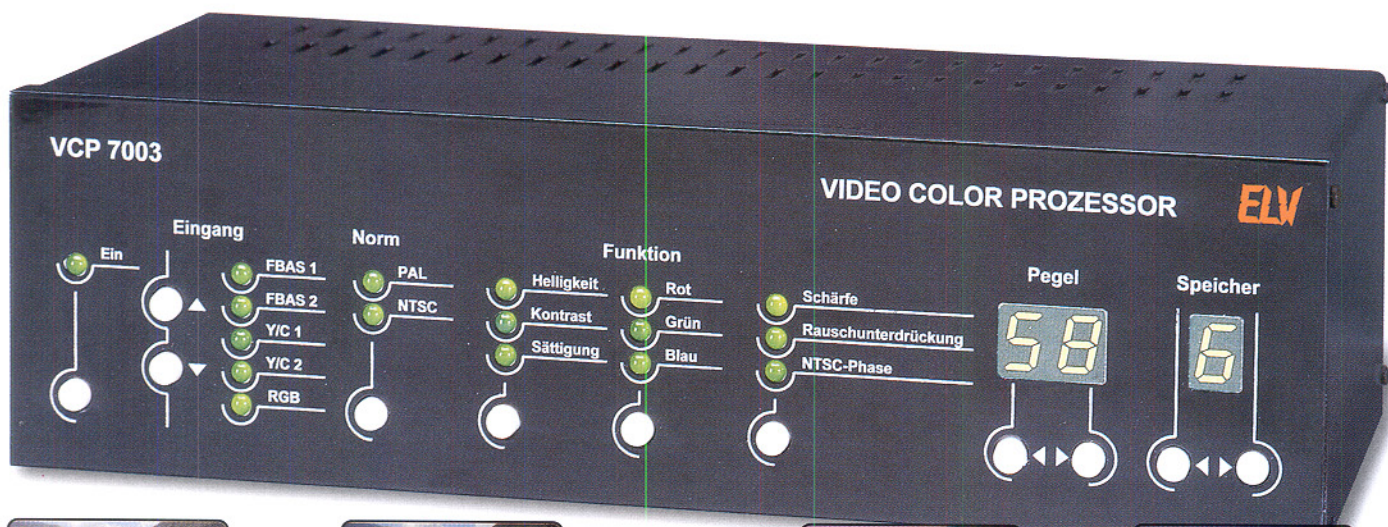 VCP 7003
VIDEO COLOR PROZESSOR
ELV
Eingang
Norm
Funktion
Pegel
Speicher
Ein
FBAS 1
FBAS 2
Y/C 1
Y/C 2
RGB
PAL
NTSC
Helligkeit
Kontrast
Sättigung
Rot
Grün
Blau
Schärfe
Rauschunterdrückung
NTSC-Phase
58
6